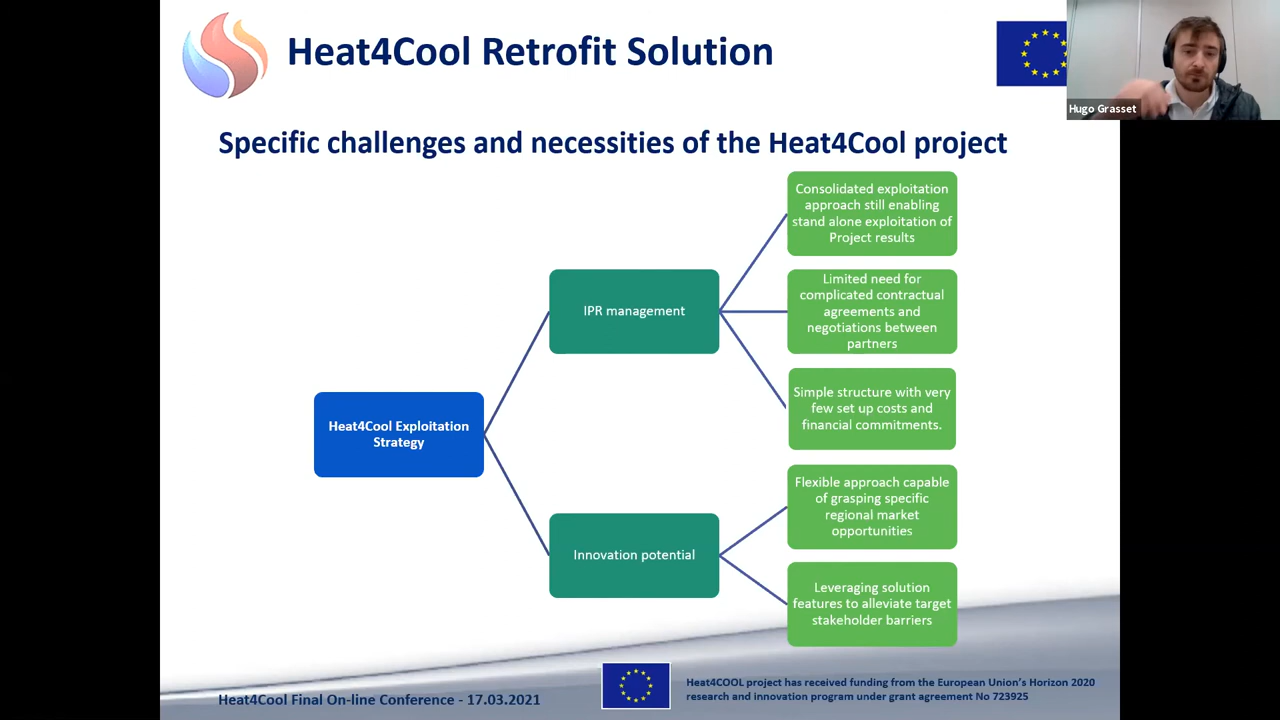 Heat4Cool Retrofit Solution
Hugo Grasset
Specific challenges and necessities of the Heat4Cool project
Consolidated exploitation
approach still enabling
stand alone exploitation of
Project results
IPR management
Limited need for
complicated contractual
agreements and
negotiations between
partners
Simple structure with very
few set up costs and
financial commitments.
Heat4Cool Exploitation
Strategy
Flexible approach capable
of grasping specific
regional market
opportunities
Innovation potential
Leveraging solution
features to alleviate target
stakeholder barriers
Heat4Cool Final On-line Conference - 17.03.2021
Heat4COOL project has received funding from the European Union's Horizon 2020
research and innovation program under grant agreement No 723925